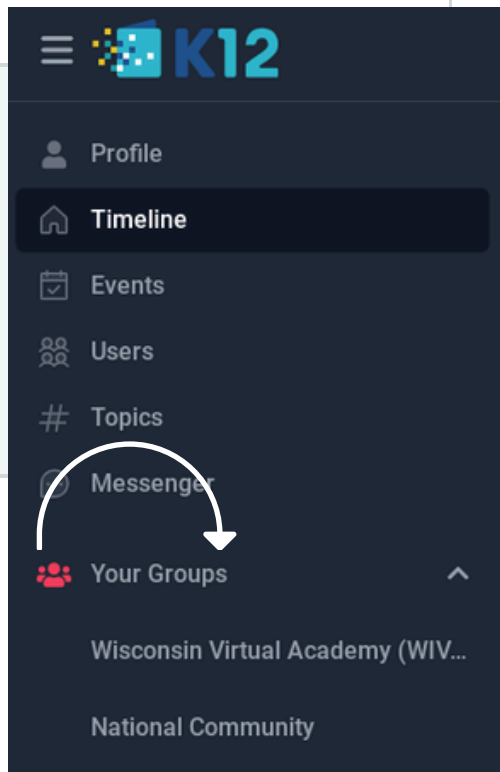 K12
Profile
Timeline
Events
Users
# Topics
Messenger
Your Groups
Wisconsin Virtual Academy (WIV...
National Community